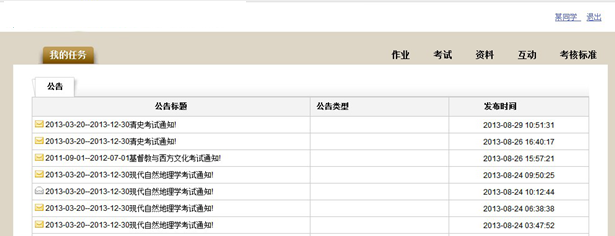 某同学 退出
我的任务 作业 考试 资料 互动 考核标准
公告
公告标题 公告类型 发布时间
2013-03-20--2013-12-30清史考试通知! 2013-08-29 10:51:31
2013-03-20--2013-12-30清史考试通知! 2013-08-26 16:40:17
2011-09-01--2012-07-01基督教与西方文化考试通知! 2013-08-26 15:57:21
2013-03-20--2013-12-30现代自然地理学考试通知! 2013-08-24 09:50:25
2013-03-20--2013-12-30现代自然地理学考试通知! 2013-08-24 10:12:44
2013-03-20--2013-12-30现代自然地理学考试通知! 2013-08-24 06:38:38
2013-03-20--2013-12-30现代自然地理学考试通知! 2013-08-24 03:47:52